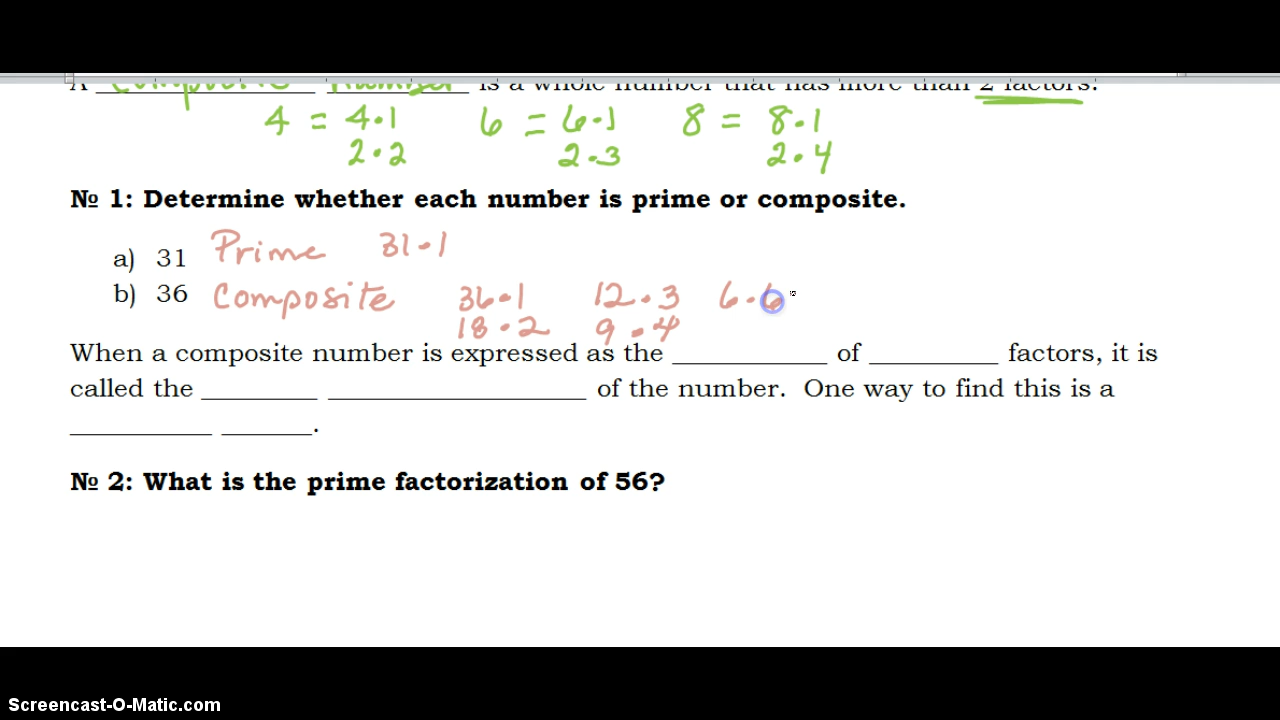 A Composite Number is a whole number that has more than 2 factors.
4 = 4·1 6 = 6·1 8 = 8·1
2·2 2·3 2·4
№ 1: Determine whether each number is prime or composite.
a) 31 Prime 31·1
b) 36 Composite 36·1 12·3 6·6
18·2 9·4
When a composite number is expressed as the ____________ of __________ factors, it is
called the _________ ____________________ of the number. One way to find this is a
___________ _______.
№ 2: What is the prime factorization of 56?
Screencast-O-Matic.com